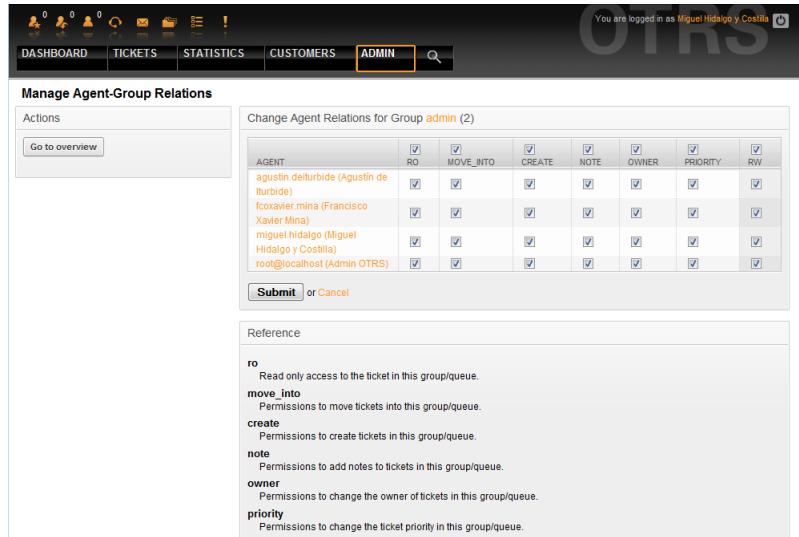 0 0 0
You are logged in as Miguel Hidalgo y Costilla
OTRS
DASHBOARD TICKETS STATISTICS CUSTOMERS ADMIN
Manage Agent-Group Relations
Actions
Go to overview
Change Agent Relations for Group admin (2)
AGENT RO MOVE_INTO CREATE NOTE OWNER PRIORITY RW
agustin.deiturbide (Agustín de
Iturbide)
fcoxavier.mina (Francisco
Xavier Mina)
miguel.hidalgo (Miguel
Hidalgo y Costilla)
root@localhost (Admin OTRS)
Submit or Cancel
Reference
ro
Read only access to the ticket in this group/queue.
move_into
Permissions to move tickets into this group/queue.
create
Permissions to create tickets in this group/queue.
note
Permissions to add notes to tickets in this group/queue.
owner
Permissions to change the owner of tickets in this group/queue.
priority
Permissions to change the ticket priority in this group/queue.